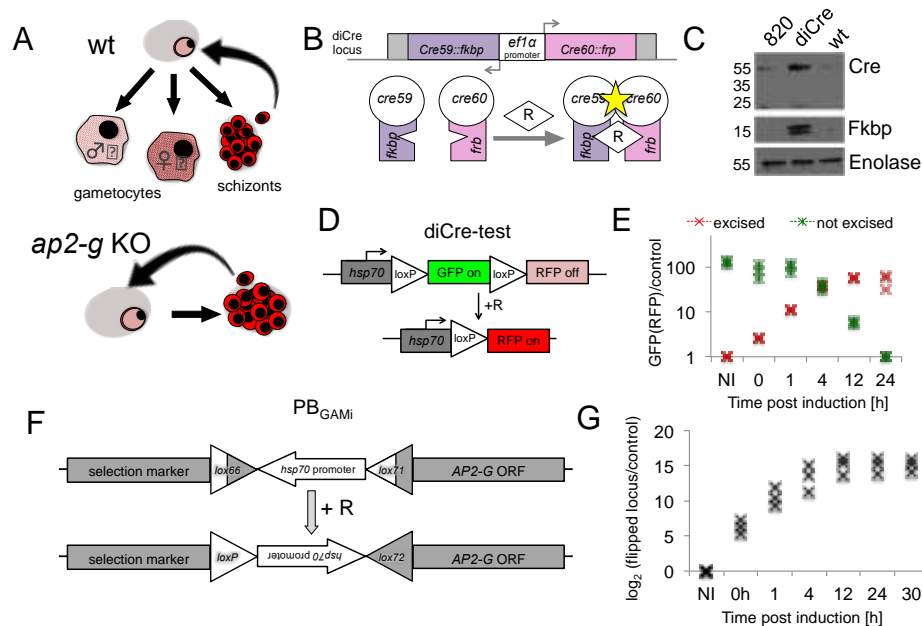 A
wt
♂ ?
♀ ?
gametocytes
schizonts
ap2-g KO
B
diCre
locus
Cre59::fkbp
ef1α
promoter
Cre60::frp
cre59
cre60
fkbp
frb
R
cre59
cre60
R
fkbp
frb
C
820
diCre
wt
55
35
25
Cre
15
Fkbp
55
Enolase
D
diCre-test
hsp70
loxP
GFP on
loxP
RFP off
+R
hsp70
loxP
RFP on
E
excised
not excised
GFP(RFP)/control
100
10
1
NI 0 1 4 12 24
Time post induction [h]
F
PBGAMi
selection marker
lox66
hsp70 promoter
lox71
AP2-G ORF
+ R
selection marker
loxP
hsp70 promoter
lox72
AP2-G ORF
G
log2 (flipped locus/control)
20
15
10
5
0
NI 0h 1 4 12 24 30
Time post induction [h]